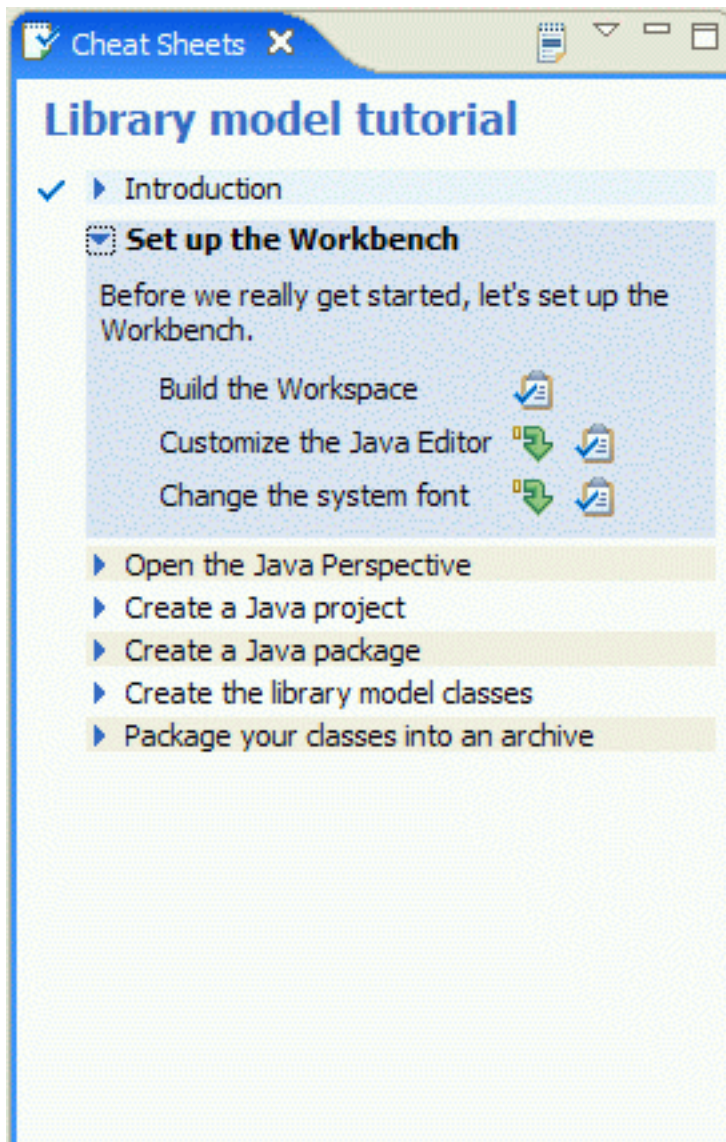 Cheat Sheets
Library model tutorial
Introduction
Set up the Workbench
Before we really get started, let's set up the
Workbench.
Build the Workspace
Customize the Java Editor
Change the system font
Open the Java Perspective
Create a Java project
Create a Java package
Create the library model classes
Package your classes into an archive